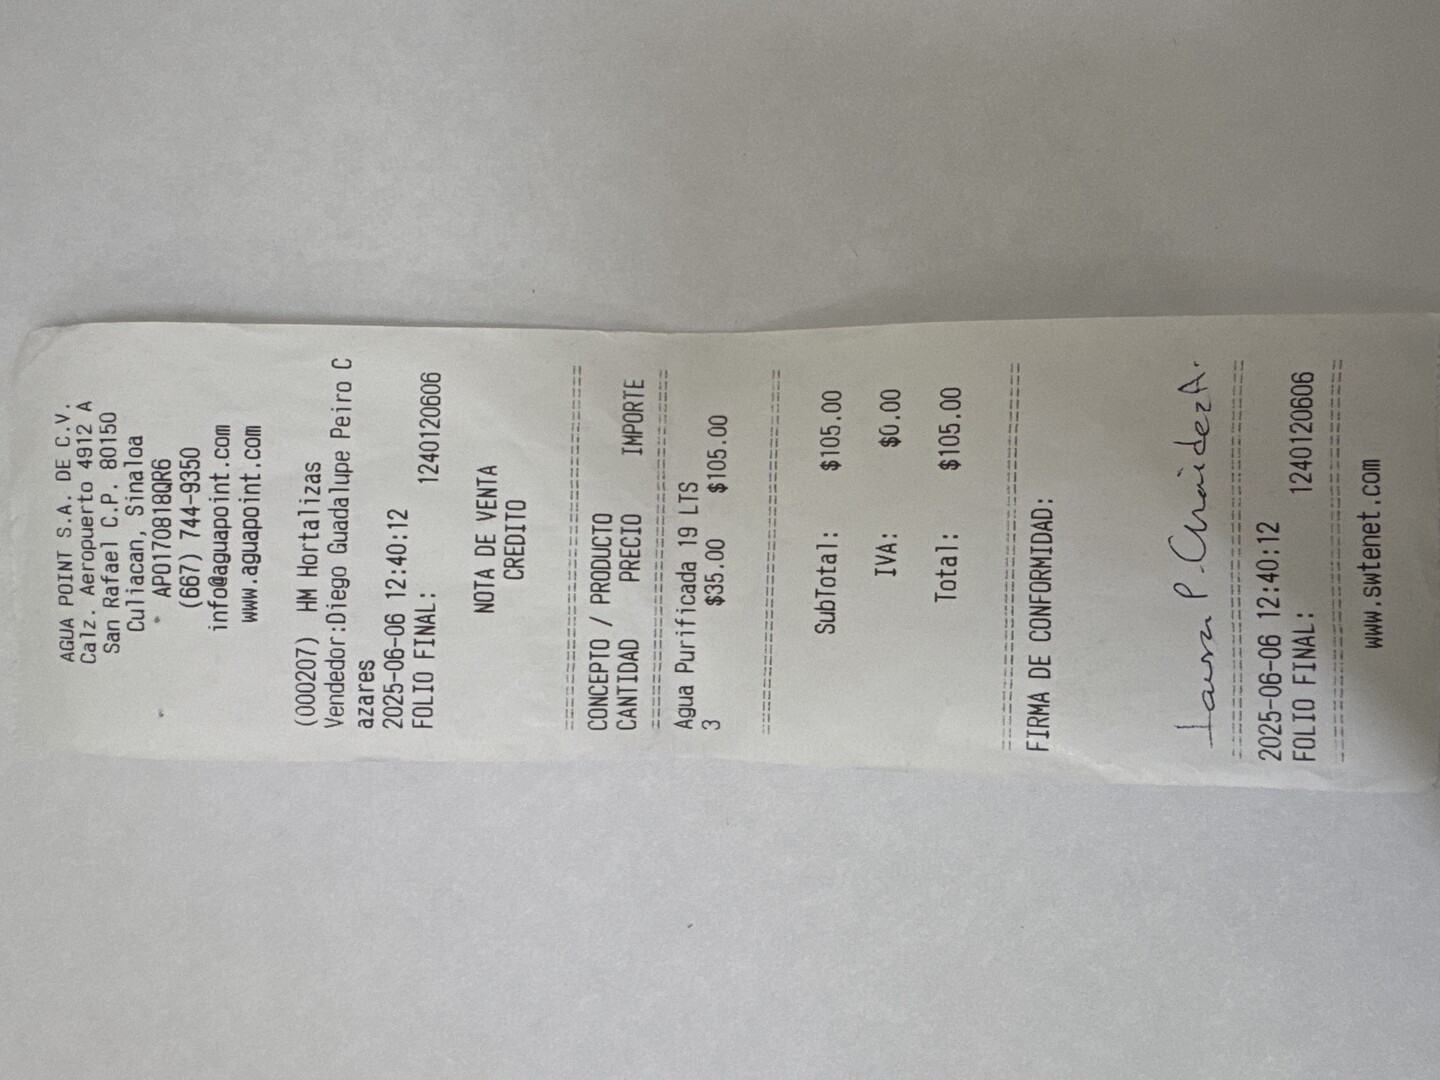 AGUA POINT S.A. DE C.V.
Calz. Aeropuerto 4912 A
San Rafael C.P. 80150
Culiacan, Sinaloa
APO170818QR6
(667) 744-9350
info@aguapoint.com
www.aguapoint.com
(000207) HM Hortalizas
Vendedor:Diego Guadalupe Peiro C
azares
2025-06-06 12:40:12
FOLIO FINAL: 1240120606
NOTA DE VENTA
CREDITO
================================
CONCEPTO / PRODUCTO
CANTIDAD PRECIO IMPORTE
================================
Agua Purificada 19 LTS
3 $35.00 $105.00
================================
SubTotal: $105.00
IVA: $0.00
Total: $105.00
================================
FIRMA DE CONFORMIDAD:
Laura P. Chaidez A.
================================
2025-06-06 12:40:12
FOLIO FINAL: 1240120606
================================
www.swtenet.com